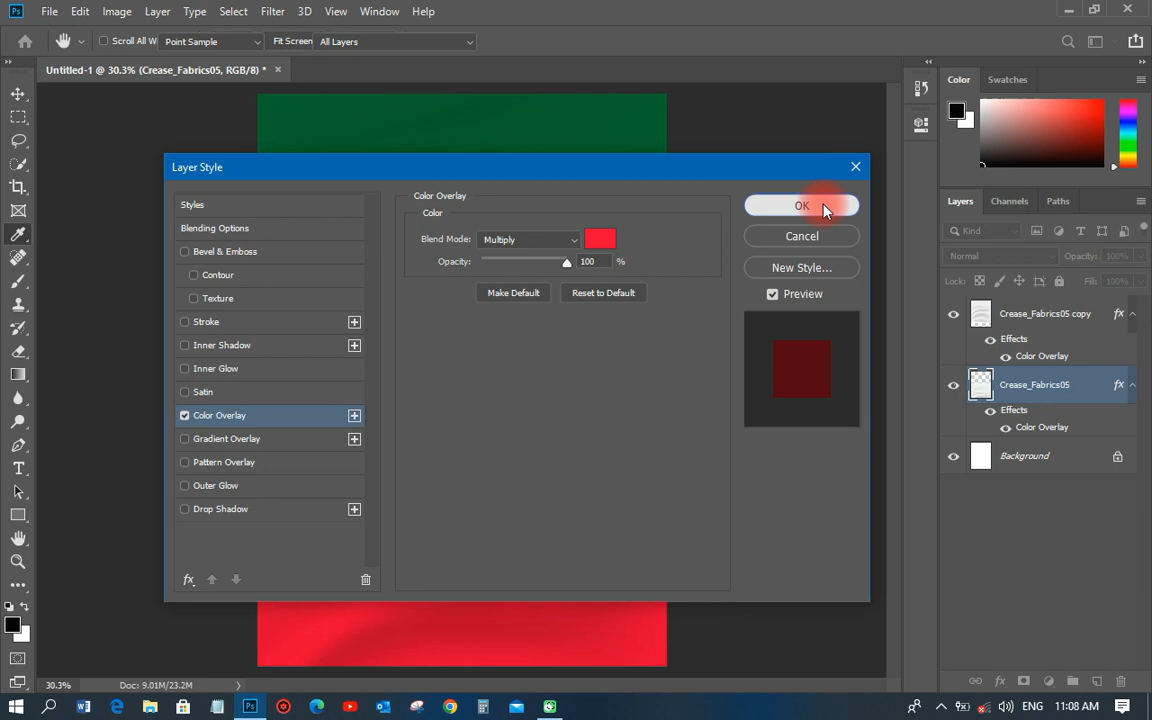 Ps File Edit Image Layer Type Select Filter 3D View Window Help
Scroll All W Point Sample Fit Screen All Layers
Untitled-1 @ 30.3% (Crease_Fabrics05, RGB/8) * ×
Color Swatches
Layer Style
Styles
Blending Options
Bevel & Emboss
Contour
Texture
Stroke
Inner Shadow
Inner Glow
Satin
Color Overlay
Gradient Overlay
Pattern Overlay
Outer Glow
Drop Shadow
fx
Color Overlay
Color
Blend Mode: Multiply
Opacity: 100 %
Make Default Reset to Default
OK
Cancel
New Style...
Preview
Layers Channels Paths
Kind
Normal Opacity: 100%
Lock: Fill: 100%
Crease_Fabrics05 copy fx
Effects
Color Overlay
Crease_Fabrics05 fx
Effects
Color Overlay
Background
fx
30.3% Doc: 9.01M/23.2M
ENG 11:08 AM